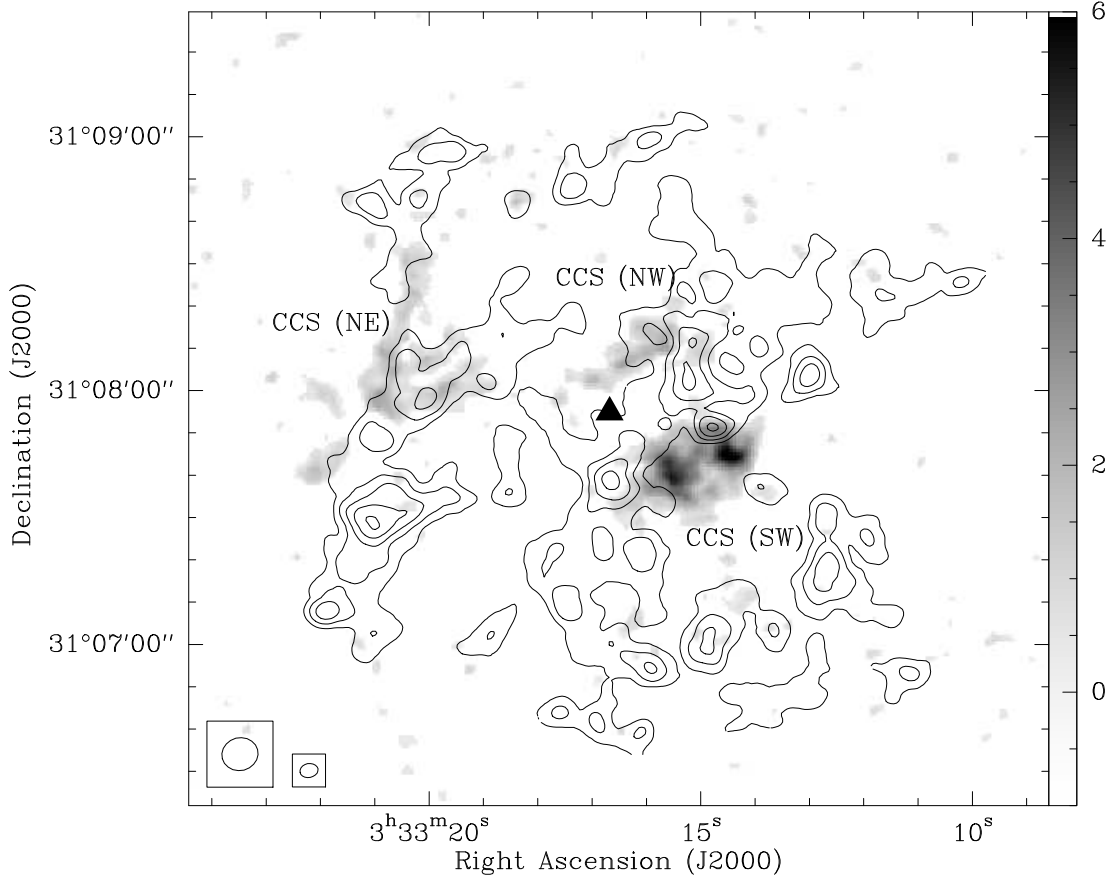 6
31°09′00″
4
CCS (NW)
CCS (NE)
31°08′00″
2
CCS (SW)
31°07′00″
0
3ʰ33ᵐ20ˢ
15ˢ
10ˢ
Right Ascension (J2000)
Declination (J2000)